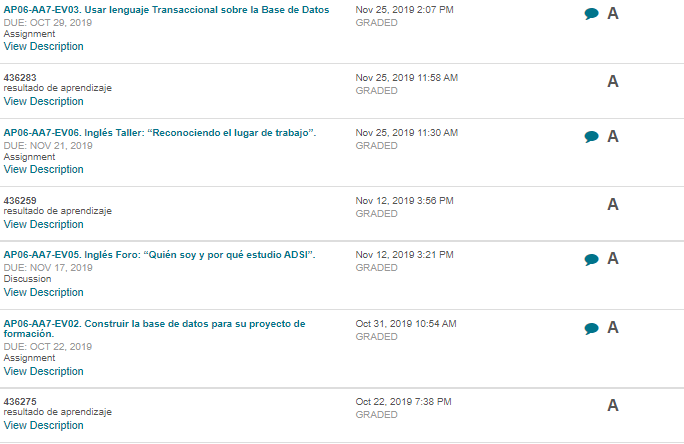 AP06-AA7-EV03. Usar lenguaje Transaccional sobre la Base de Datos
Nov 25, 2019 2:07 PM
A
DUE: OCT 29, 2019
GRADED
Assignment
View Description
436283
Nov 25, 2019 11:58 AM
A
resultado de aprendizaje
GRADED
View Description
AP06-AA7-EV06. Inglés Taller: “Reconociendo el lugar de trabajo”.
Nov 25, 2019 11:30 AM
A
DUE: NOV 21, 2019
GRADED
Assignment
View Description
436259
Nov 12, 2019 3:56 PM
A
resultado de aprendizaje
GRADED
View Description
AP06-AA7-EV05. Inglés Foro: “Quién soy y por qué estudio ADSI”.
Nov 12, 2019 3:21 PM
A
DUE: NOV 17, 2019
GRADED
Discussion
View Description
AP06-AA7-EV02. Construir la base de datos para su proyecto de
formación.
Oct 31, 2019 10:54 AM
A
DUE: OCT 22, 2019
GRADED
Assignment
View Description
436275
Oct 22, 2019 7:38 PM
A
resultado de aprendizaje
GRADED
View Description